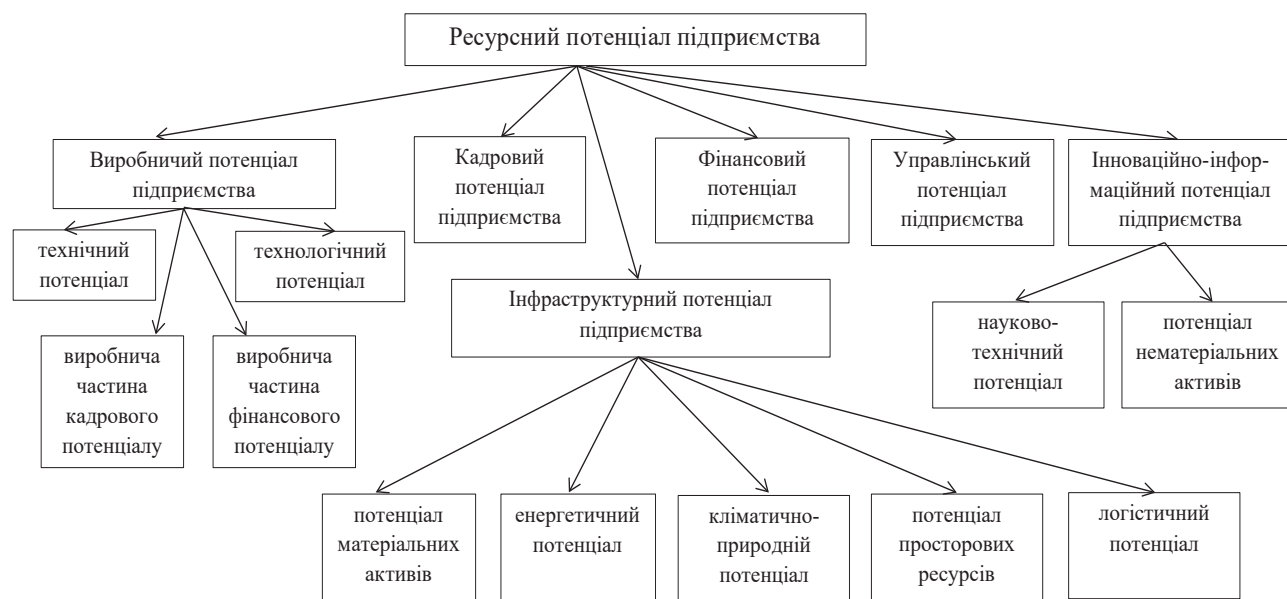 Ресурсний потенціал підприємства
Виробничий потенціал
підприємства
Кадровий
потенціал
підприємства
Фінансовий
потенціал
підприємства
Управлінський
потенціал
підприємства
Інноваційно-інфор-
маційний потенціал
підприємства
технічний
потенціал
технологічний
потенціал
виробнича
частина
кадрового
потенціалу
виробнича
частина
фінансового
потенціалу
Інфраструктурний потенціал
підприємства
науково-
технічний
потенціал
потенціал
нематеріальних
активів
потенціал
матеріальних
активів
енергетичний
потенціал
кліматично-
природній
потенціал
потенціал
просторових
ресурсів
логістичний
потенціал